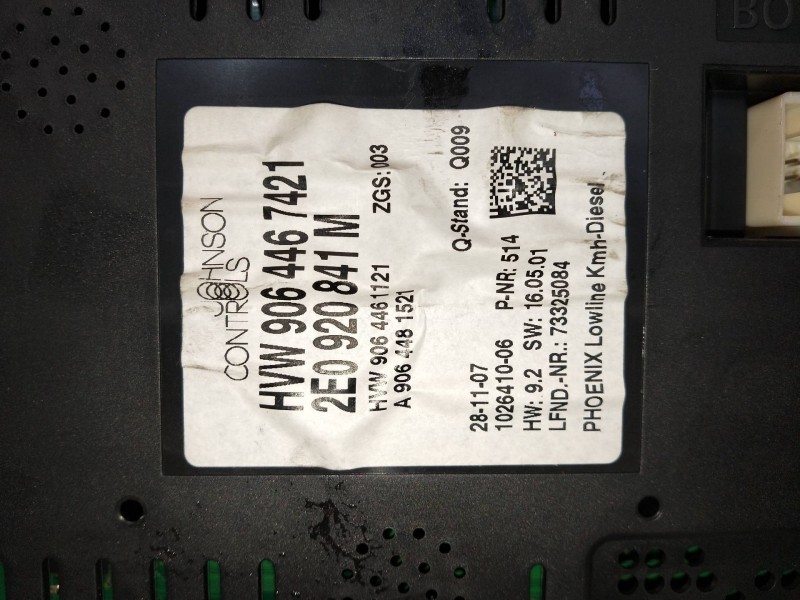 JOHNSON
CONTROLS
HVW 906 446 7421
2E0 920 841 M
HVW 906 4461121 ZGS: 003
A 906 448 1521
Q-Stand: Q009
28-11-07
1026410-06 P-NR: 514
HW: 9.2 SW: 16.05.01
LFND.-NR.: 73325084
PHOENIX Lowline Kmh-Diesel
BO